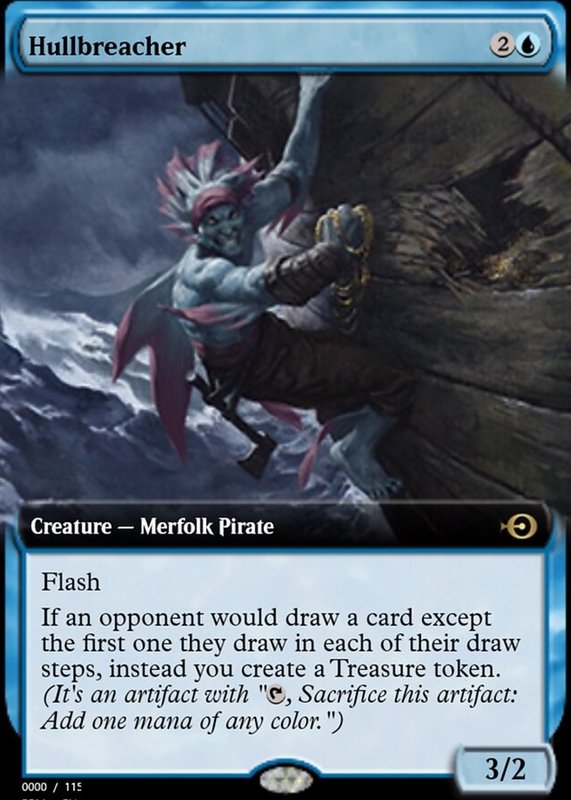 Hullbreacher 2
Creature — Merfolk Pirate
Flash
If an opponent would draw a card except
the first one they draw in each of their draw
steps, instead you create a Treasure token.
(It's an artifact with ", Sacrifice this artifact:
Add one mana of any color.")
3/2
0000 / 115